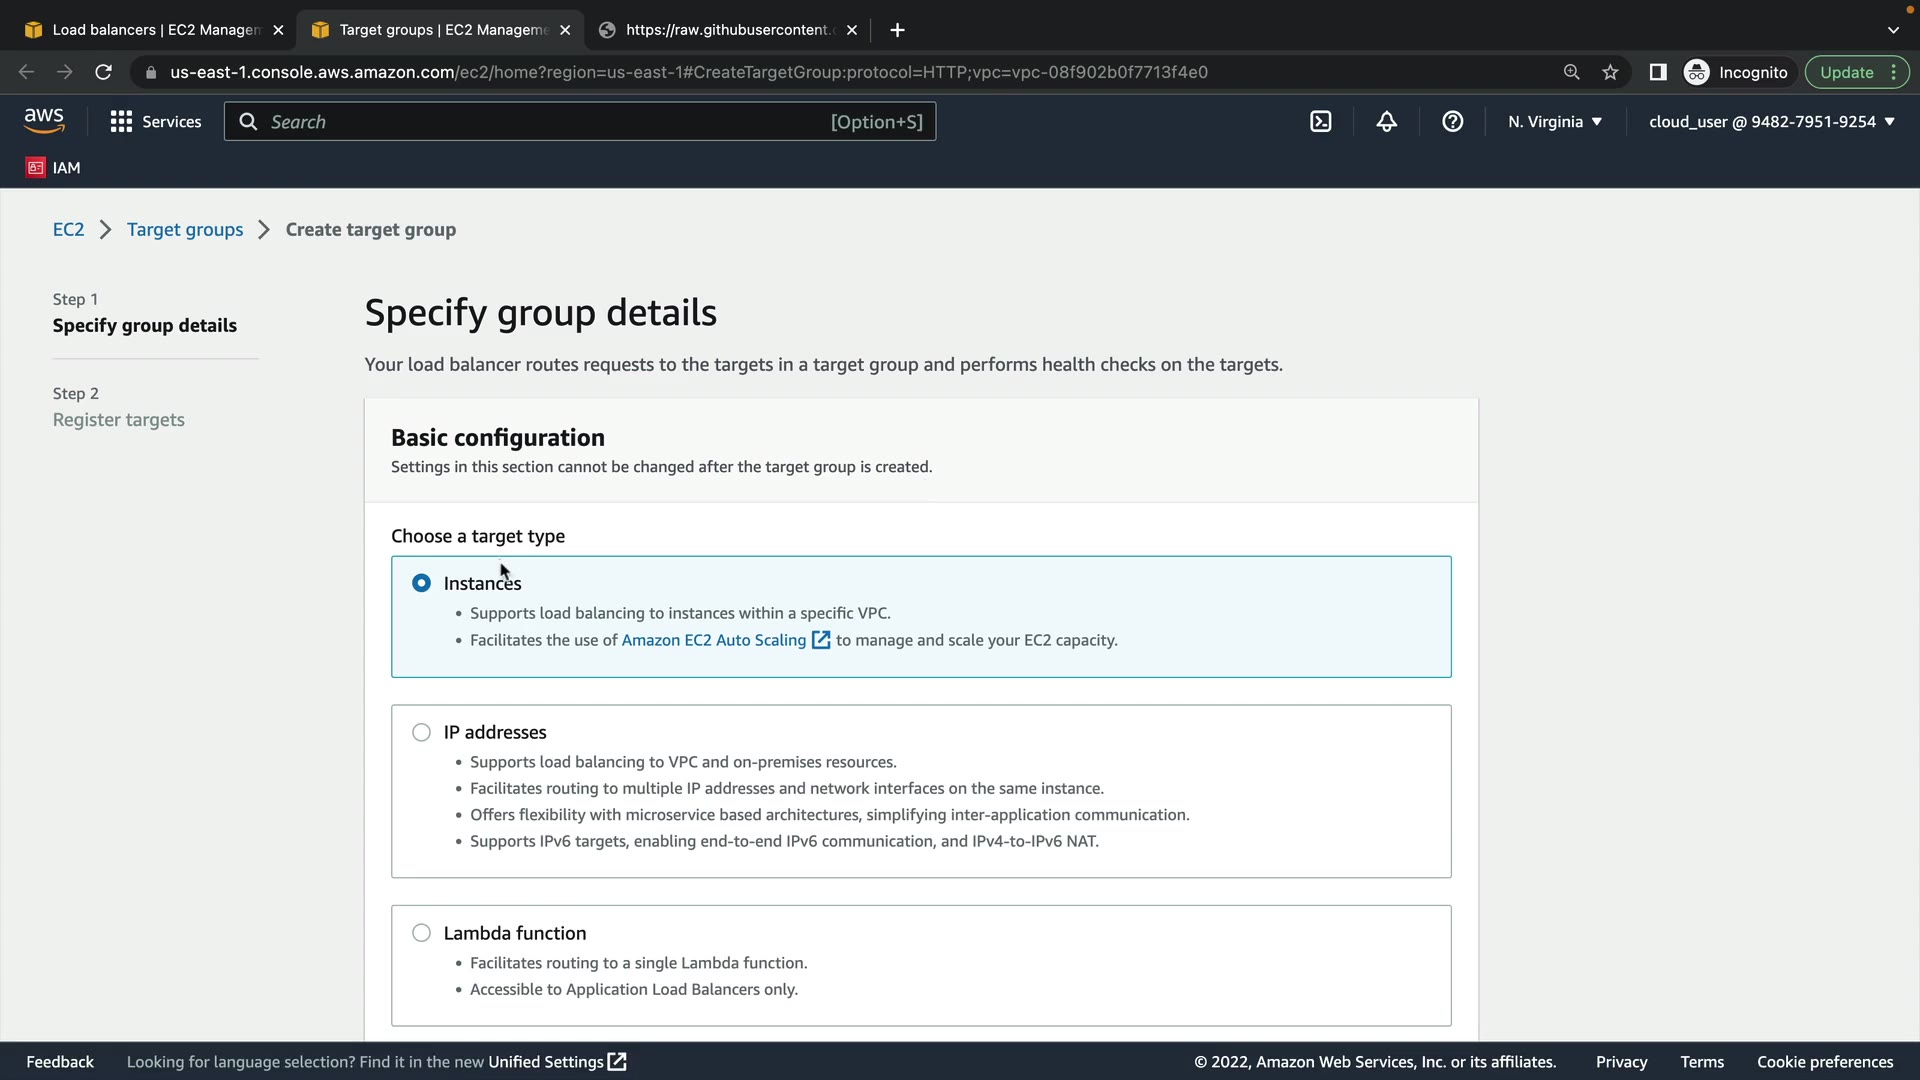 Load balancers | EC2 Managem
Target groups | EC2 Manageme
https://raw.githubusercontent.c
us-east-1.console.aws.amazon.com/ec2/home?region=us-east-1#CreateTargetGroup:protocol=HTTP;vpc=vpc-08f902b0f7713f4e0
Incognito
Update
aws
Services
Search
[Option+S]
N. Virginia
cloud_user @ 9482-7951-9254
IAM
EC2
Target groups
Create target group
Step 1
Specify group details
Step 2
Register targets
Specify group details
Your load balancer routes requests to the targets in a target group and performs health checks on the targets.
Basic configuration
Settings in this section cannot be changed after the target group is created.
Choose a target type
Instances
• Supports load balancing to instances within a specific VPC.
• Facilitates the use of Amazon EC2 Auto Scaling to manage and scale your EC2 capacity.
IP addresses
• Supports load balancing to VPC and on-premises resources.
• Facilitates routing to multiple IP addresses and network interfaces on the same instance.
• Offers flexibility with microservice based architectures, simplifying inter-application communication.
• Supports IPv6 targets, enabling end-to-end IPv6 communication, and IPv4-to-IPv6 NAT.
Lambda function
• Facilitates routing to a single Lambda function.
• Accessible to Application Load Balancers only.
Feedback
Looking for language selection? Find it in the new Unified Settings
© 2022, Amazon Web Services, Inc. or its affiliates.
Privacy
Terms
Cookie preferences